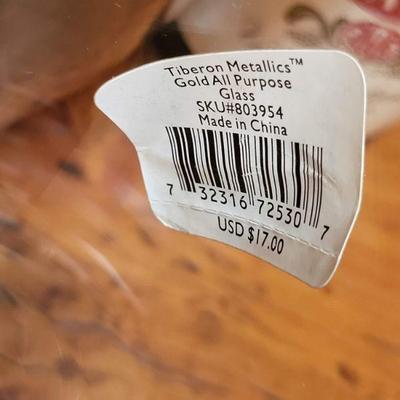 Tiberon Metallics™
Gold All Purpose
Glass
SKU#803954
Made in China
7 32316 72530 7
USD $17.00